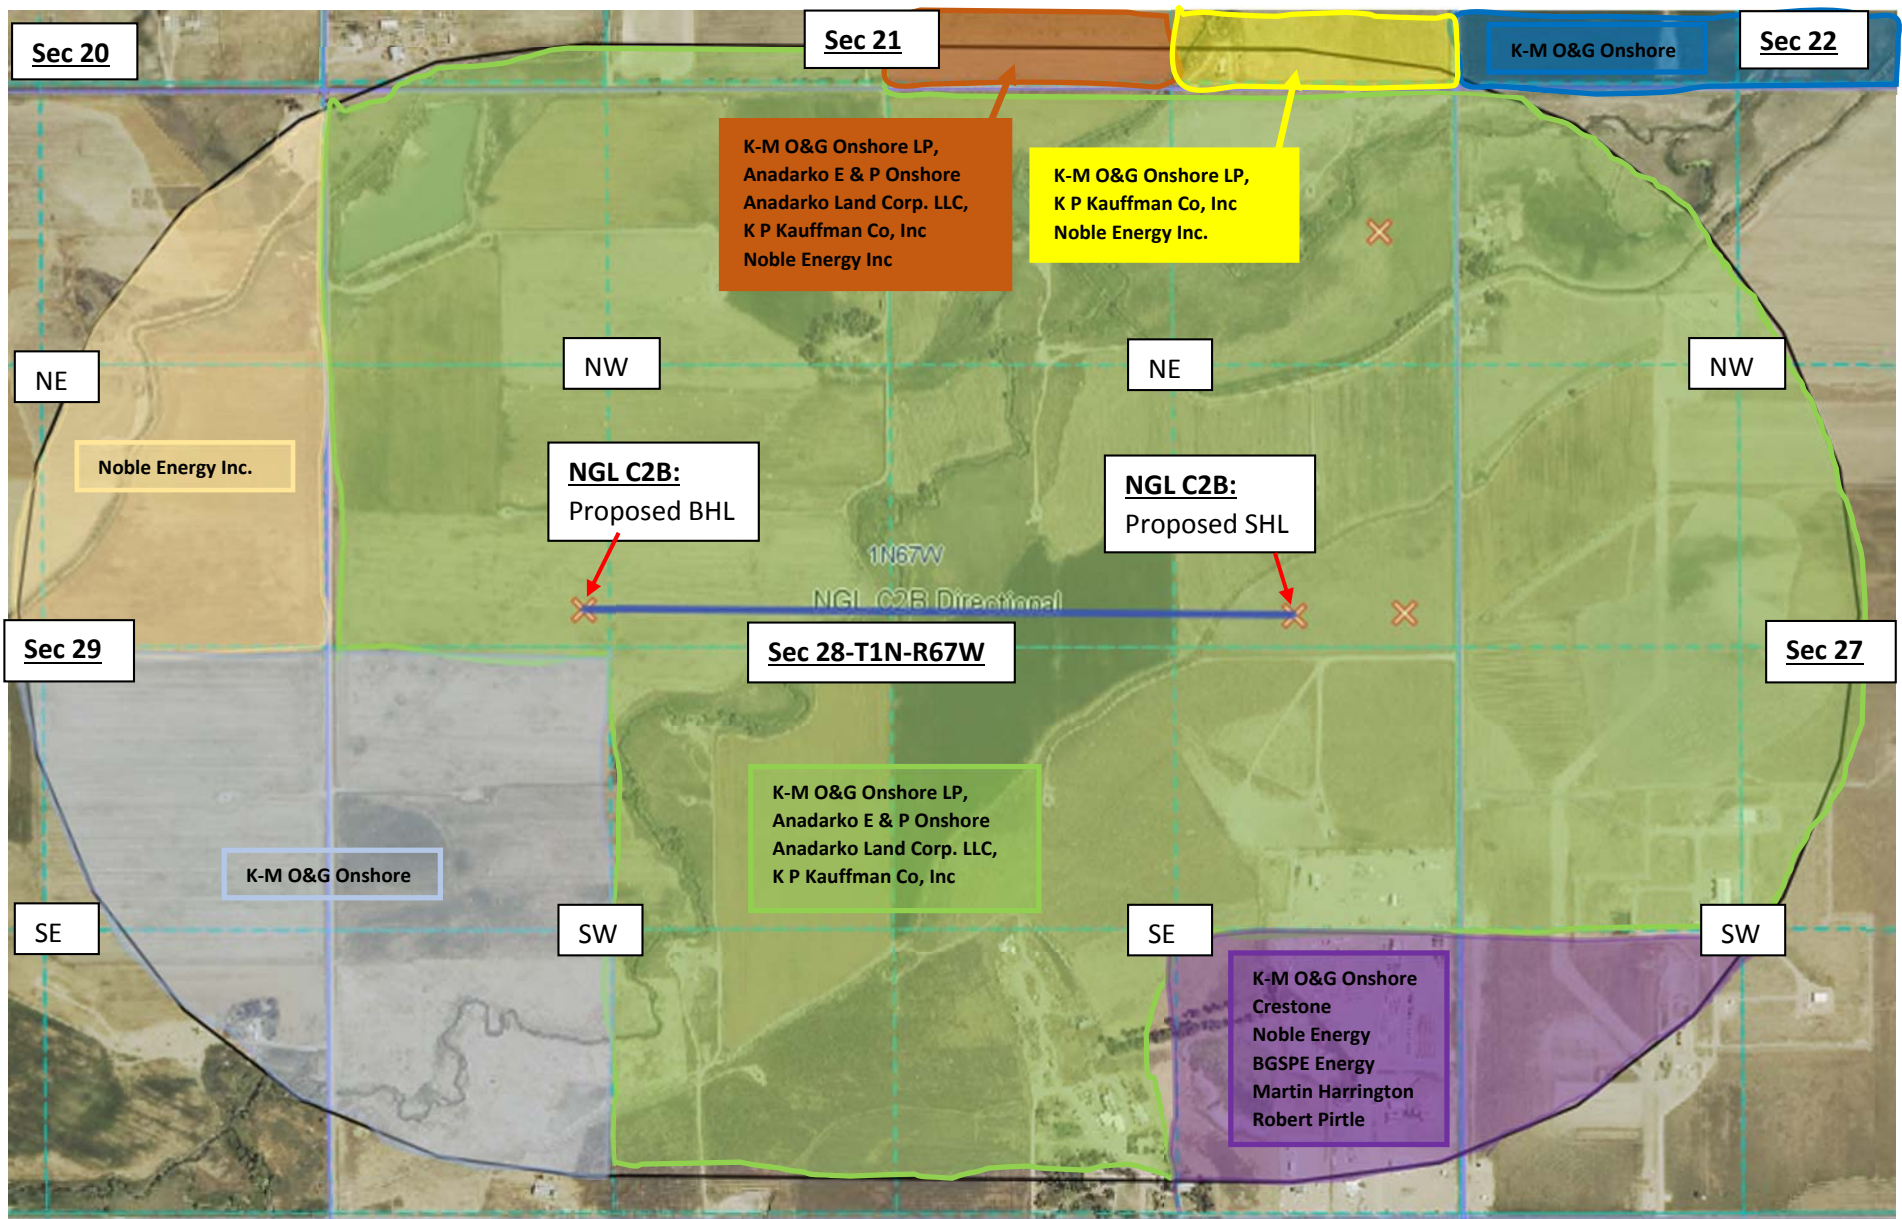 Sec 20
Sec 21
K-M O&G Onshore
Sec 22
K-M O&G Onshore LP,
Anadarko E & P Onshore
Anadarko Land Corp. LLC,
K P Kauffman Co, Inc
Noble Energy Inc
K-M O&G Onshore LP,
K P Kauffman Co, Inc
Noble Energy Inc.
NE
NW
NE
NW
Noble Energy Inc.
NGL C2B:
Proposed BHL
NGL C2B:
Proposed SHL
1N67W
NGL C2B Directional
Sec 29
Sec 28-T1N-R67W
Sec 27
K-M O&G Onshore LP,
Anadarko E & P Onshore
Anadarko Land Corp. LLC,
K P Kauffman Co, Inc
K-M O&G Onshore
SE
SW
SE
SW
K-M O&G Onshore
Crestone
Noble Energy
BGSPE Energy
Martin Harrington
Robert Pirtle